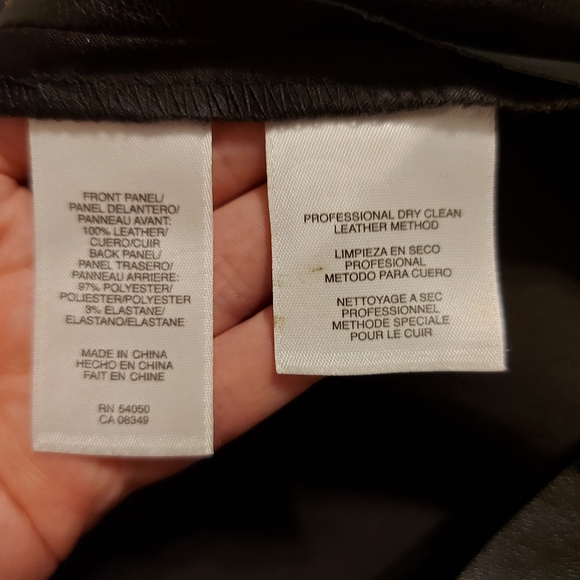 FRONT PANEL/
PANEL DELANTERO/
PANNEAU AVANT:
100% LEATHER/
CUERO/CUIR
BACK PANEL/
PANEL TRASERO/
PANNEAU ARRIERE:
97% POLYESTER/
POLIESTER/POLYESTER
3% ELASTANE/
ELASTANO/ELASTANE
MADE IN CHINA
HECHO EN CHINA
FAIT EN CHINE
RN 54050
CA 08349
PROFESSIONAL DRY CLEAN
LEATHER METHOD
LIMPIEZA EN SECO
PROFESIONAL
METODO PARA CUERO
NETTOYAGE A SEC
PROFESSIONNEL
METHODE SPECIALE
POUR LE CUIR